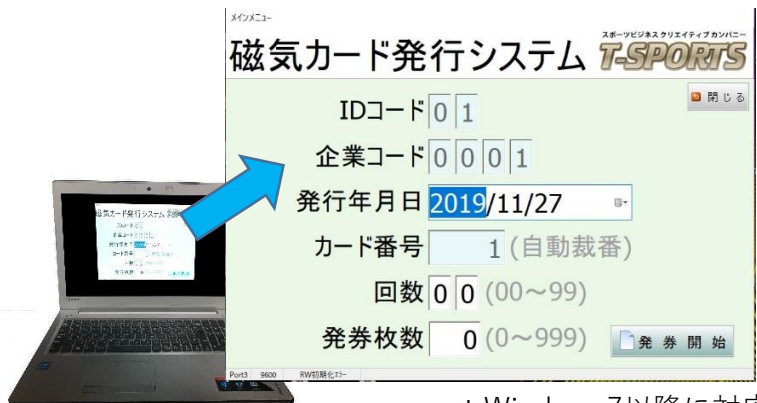 メインメニュー
スポーツビジネスクリエイティブカンパニー
磁気カード発行システム T-SPORTS
閉じる
IDコード 0 1
企業コード 0 0 0 1
発行年月日 2019/11/27
カード番号 1 (自動裁番)
回数 0 0 (00～99)
発券枚数 0 (0～999) 発券開始
Port3 9600 RW初期化ｴﾗｰ